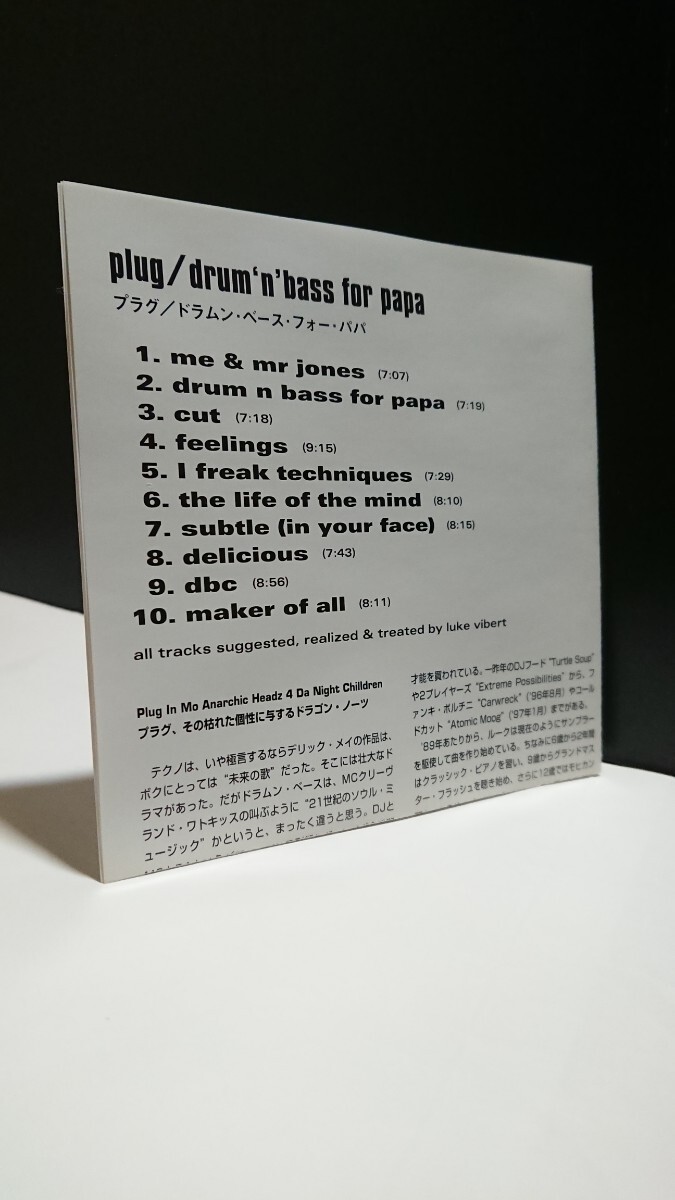 plug/drum‘n’bass for papa
プラグ／ドラムン・ベース・フォー・パパ
1. me & mr jones (7:07)
2. drum n bass for papa (7:19)
3. cut (7:18)
4. feelings (9:15)
5. I freak techniques (7:29)
6. the life of the mind (8:10)
7. subtle (in your face) (8:15)
8. delicious (7:43)
9. dbc (8:56)
10. maker of all (8:11)
all tracks suggested, realized & treated by luke vibert
Plug In Mo Anarchic Headz 4 Da Night Chilldren
プラグ、その枯れた個性に与するドラゴン・ノーツ
テクノは、いや極言するならデリック・メイの作品は、
ボクにとっては“未来の歌”だった。そこには壮大なド
ラマがあった。だがドラムン・ベースは、MCクリーヴ
ランド・ワトキッスの叫ぶように“21世紀のソウル・ミ
ュージック”かというと、まったく違うと思う。DJと
才能を買われている。一昨年のDJフード“Turtle Soup”
や2プレイヤーズ“Extreme Possibilities”から、フ
ァンキ・ポルチニ“Carwreck”（'96年8月）やコール
ドカット“Atomic Moog”（'97年1月）までがある。
'89年あたりから、ルークは現在のようにサンプラー
を駆使して曲を作り始めている。ちなみに6歳から2年間
はクラッシック・ピアノを習い、9歳からグランドマス
ター・フラッシュを聴き始め、さらに12歳ではモヒカン